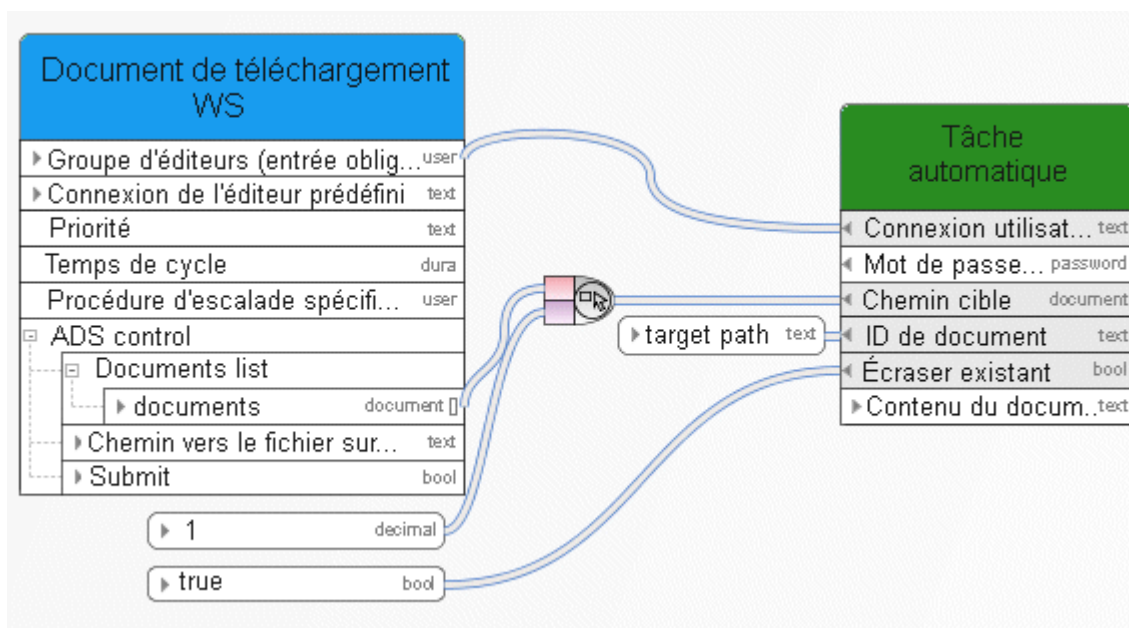 Document de téléchargement
WS
Groupe d'éditeurs (entrée oblig... user
Connexion de l'éditeur prédéfini text
Priorité text
Temps de cycle dura
Procédure d'escalade spécifi... user
ADS control
Documents list
documents document []
Chemin vers le fichier sur... text
Submit bool
1 decimal
true bool
target path text
Tâche
automatique
Connexion utilisat... text
Mot de passe... password
Chemin cible document
ID de document text
Écraser existant bool
Contenu du docum.. text